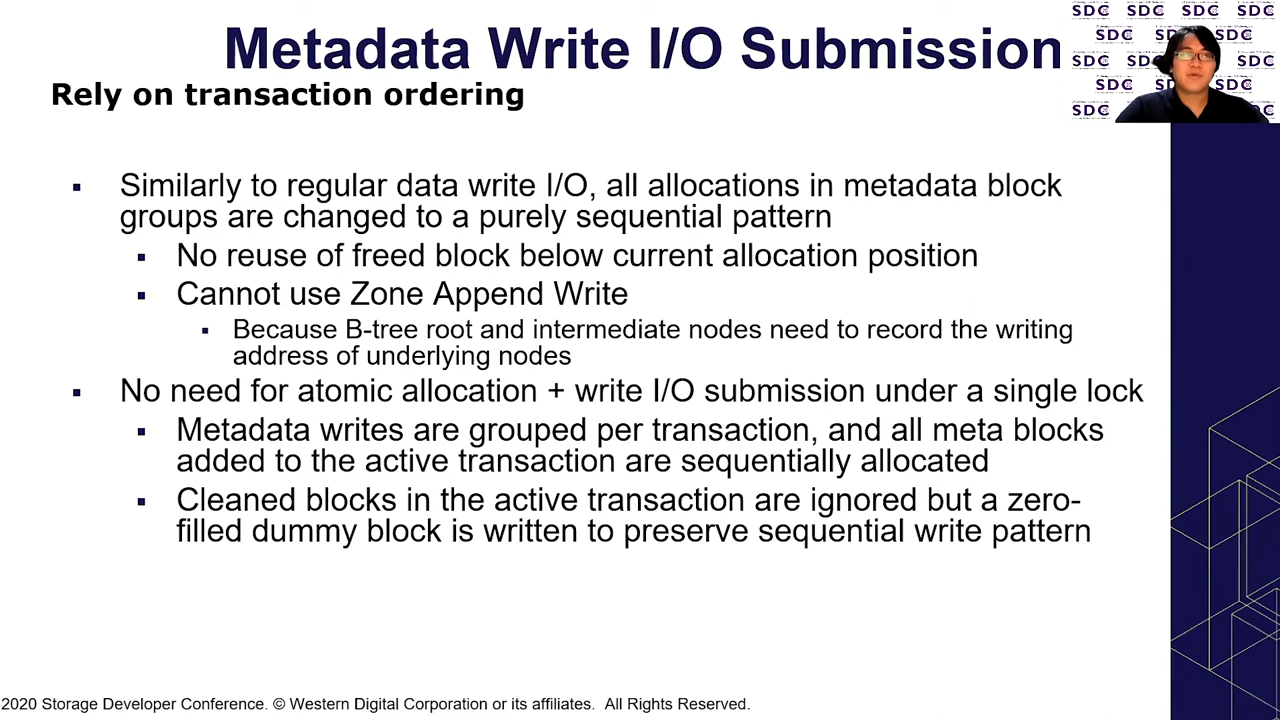 Metadata Write I/O Submission
Rely on transaction ordering
SDC SDC SDC SDC
SDC SDC
SDC SDC SDC
SDC SDC
SDC SDC
▪ Similarly to regular data write I/O, all allocations in metadata block
groups are changed to a purely sequential pattern
▪ No reuse of freed block below current allocation position
▪ Cannot use Zone Append Write
▪ Because B-tree root and intermediate nodes need to record the writing
address of underlying nodes
▪ No need for atomic allocation + write I/O submission under a single lock
▪ Metadata writes are grouped per transaction, and all meta blocks
added to the active transaction are sequentially allocated
▪ Cleaned blocks in the active transaction are ignored but a zero-
filled dummy block is written to preserve sequential write pattern
2020 Storage Developer Conference. © Western Digital Corporation or its affiliates.  All Rights Reserved.